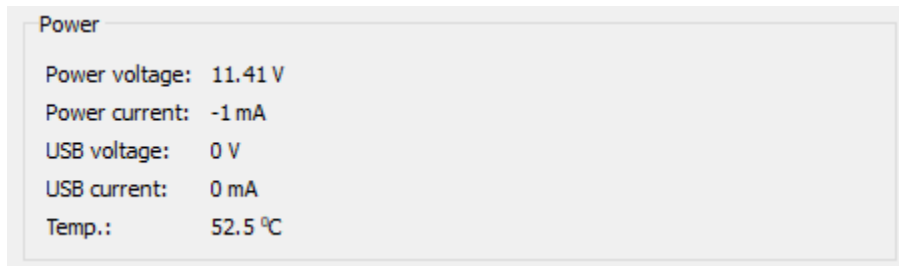 Power
Power voltage: 11.41 V
Power current: -1 mA
USB voltage: 0 V
USB current: 0 mA
Temp.: 52.5 ⁰C